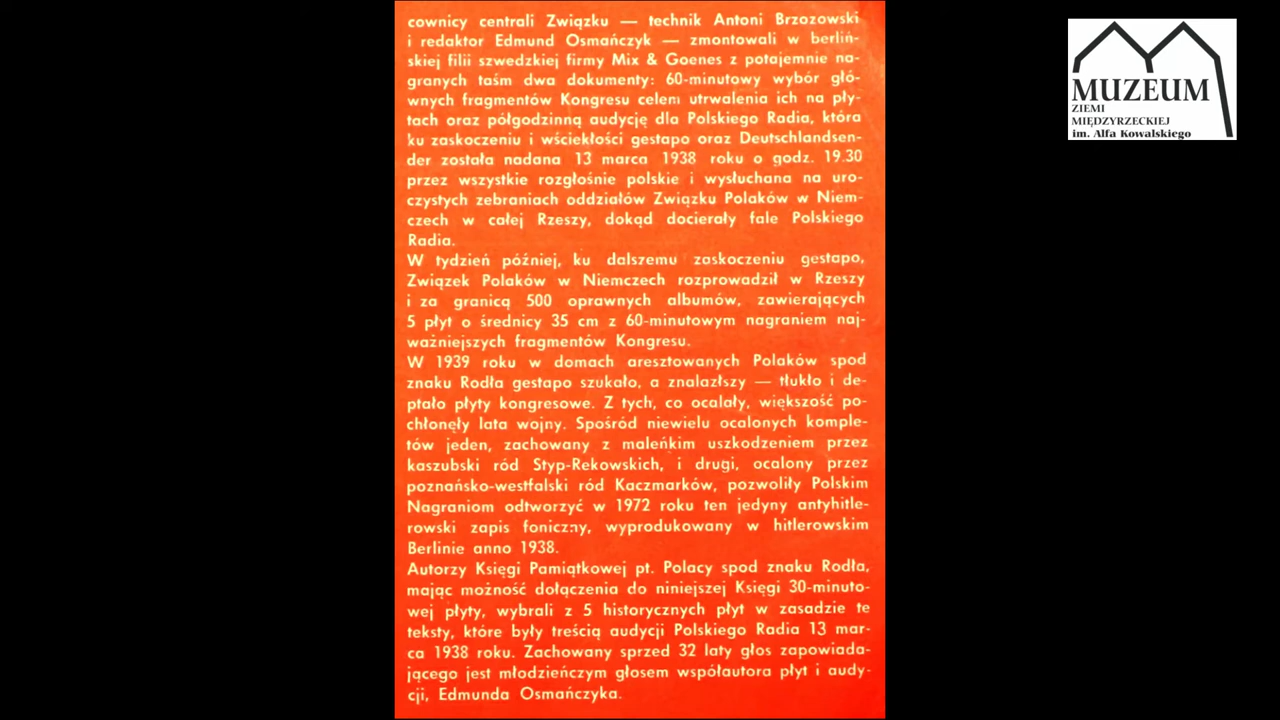 cownicy centrali Związku — technik Antoni Brzozowski
i redaktor Edmund Osmańczyk — zmontowali w berliń-
skiej filii szwedzkiej firmy Mix & Goenes z potajemnie na-
granych taśm dwa dokumenty: 60-minutowy wybór głó-
wnych fragmentów Kongresu celem utrwalenia ich na pły-
tach oraz półgodzinną audycję dla Polskiego Radia, która
ku zaskoczeniu i wściekłości gestapo oraz Deutschlandsen-
der została nadana 13 marca 1938 roku o godz. 19.30
przez wszystkie rozgłośnie polskie i wysłuchana na uro-
czystych zebraniach oddziałów Związku Polaków w Niem-
czech w całej Rzeszy, dokąd docierały fale Polskiego
Radia.
W tydzień później, ku dalszemu zaskoczeniu gestapo,
Związek Polaków w Niemczech rozprowadził w Rzeszy
i za granicą 500 oprawnych albumów, zawierających
5 płyt o średnicy 35 cm z 60-minutowym nagraniem naj-
ważniejszych fragmentów Kongresu.
W 1939 roku w domach aresztowanych Polaków spod
znaku Rodła gestapo szukało, a znalazłszy — tłukło i de-
ptało płyty kongresowe. Z tych, co ocalały, większość po-
chłonęły lata wojny. Spośród niewielu ocalonych komple-
tów jeden, zachowany z maleńkim uszkodzeniem przez
kaszubski ród Styp-Rekowskich, i drugi, ocalony przez
poznańsko-westfalski ród Kaczmarków, pozwoliły Polskim
Nagraniom odtworzyć w 1972 roku ten jedyny antyhitle-
rowski zapis foniczny, wyprodukowany w hitlerowskim
Berlinie anno 1938.
Autorzy Księgi Pamiątkowej pt. Polacy spod znaku Rodła,
mając możność dołączenia do niniejszej Księgi 30-minuto-
wej płyty, wybrali z 5 historycznych płyt w zasadzie te
teksty, które były treścią audycji Polskiego Radia 13 mar-
ca 1938 roku. Zachowany sprzed 32 laty głos zapowiada-
jącego jest młodzieńczym głosem współautora płyt i audy-
cji, Edmunda Osmańczyka.
MUZEUM
ZIEMI
MIĘDZYRZECKIEJ
im. Alfa Kowalskiego